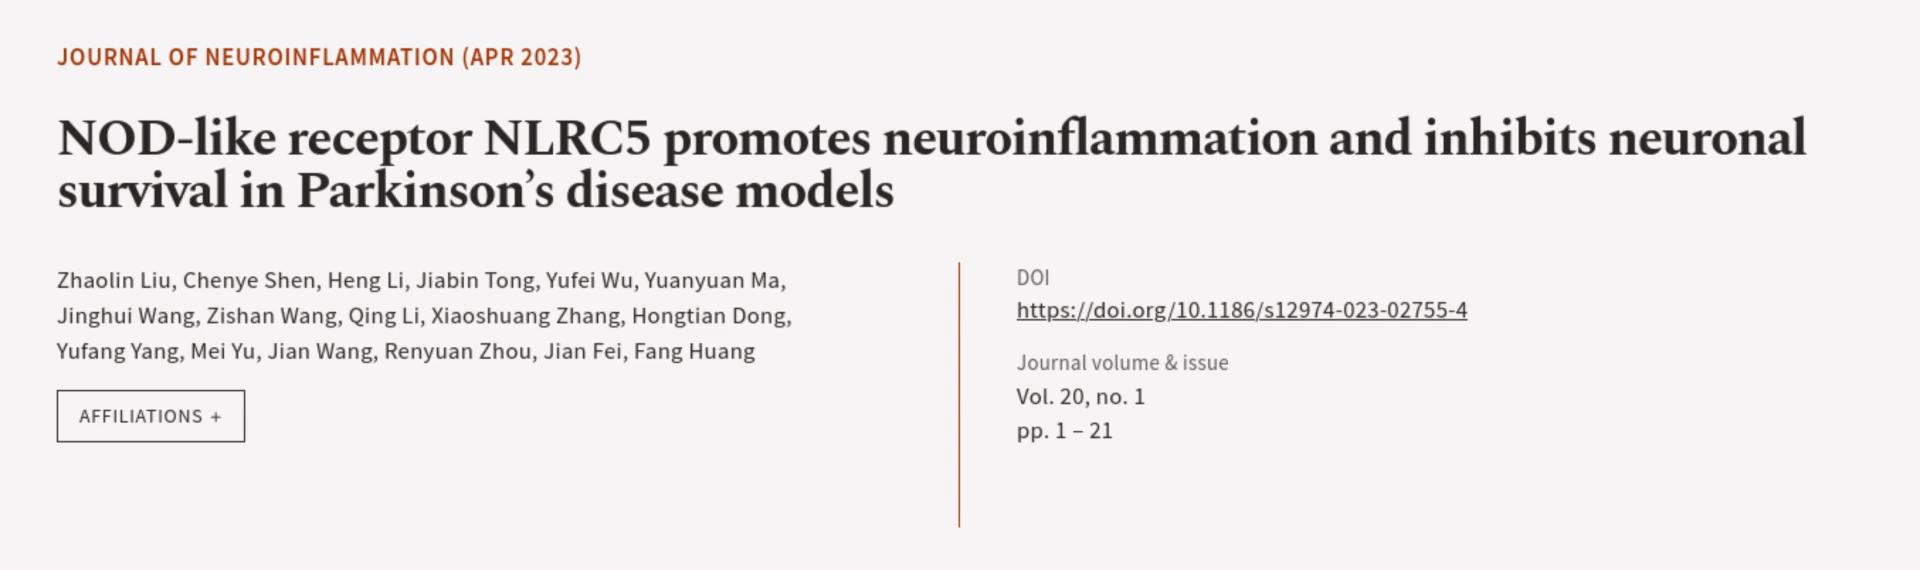 JOURNAL OF NEUROINFLAMMATION (APR 2023)
NOD-like receptor NLRC5 promotes neuroinflammation and inhibits neuronal
survival in Parkinson’s disease models
Zhaolin Liu, Chenye Shen, Heng Li, Jiabin Tong, Yufei Wu, Yuanyuan Ma,
Jinghui Wang, Zishan Wang, Qing Li, Xiaoshuang Zhang, Hongtian Dong,
Yufang Yang, Mei Yu, Jian Wang, Renyuan Zhou, Jian Fei, Fang Huang
AFFILIATIONS +
DOI
https://doi.org/10.1186/s12974-023-02755-4
Journal volume & issue
Vol. 20, no. 1
pp. 1 – 21